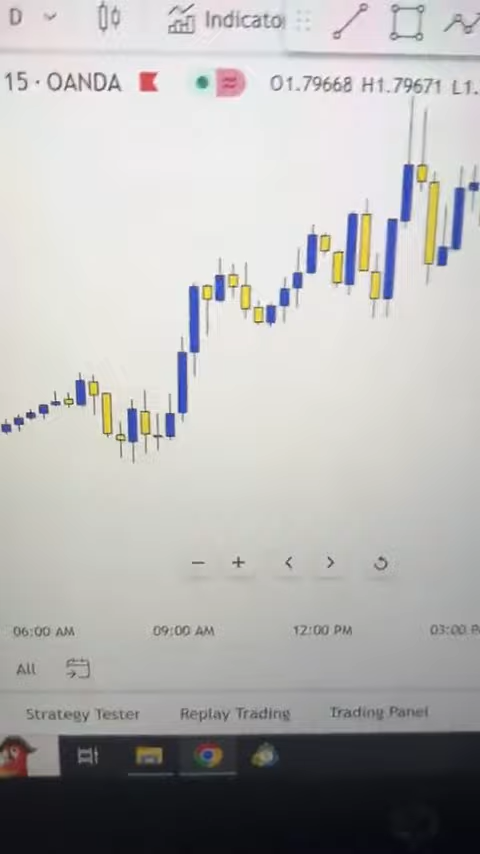 D Indicato
15 · OANDA O1.79668 H1.79671 L1.
06:00 AM 09:00 AM 12:00 PM 03:00 P
All
Strategy Tester Replay Trading Trading Panel